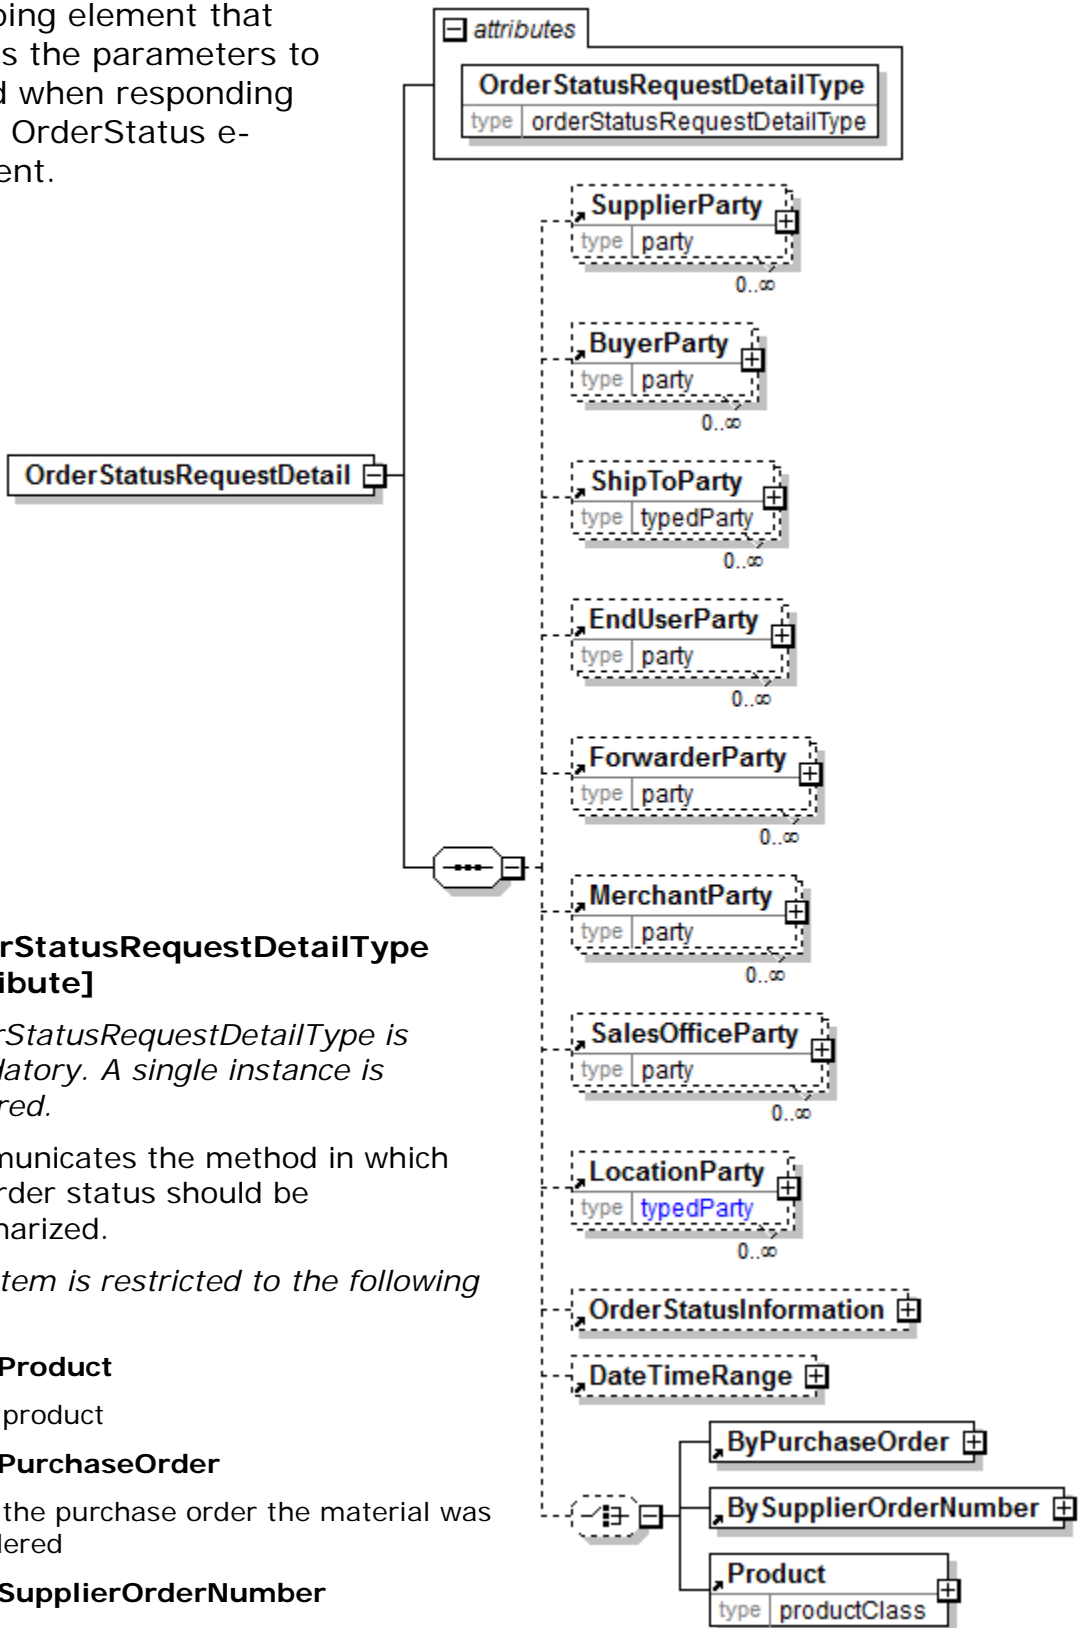 ping element that
s the parameters to
d when responding
OrderStatus e-
ent.
attributes
OrderStatusRequestDetailType
type orderStatusRequestDetailType
SupplierParty
type party
0..∞
BuyerParty
type party
0..∞
OrderStatusRequestDetail
ShipToParty
type typedParty
0..∞
EndUserParty
type party
0..∞
ForwarderParty
type party
0..∞
MerchantParty
type party
0..∞
SalesOfficeParty
type party
0..∞
LocationParty
type typedParty
0..∞
OrderStatusInformation
DateTimeRange
ByPurchaseOrder
BySupplierOrderNumber
Product
type productClass
rStatusRequestDetailType
ibute]
rStatusRequestDetailType is
latory. A single instance is
red.
nunicates the method in which
rder status should be
narized.
tem is restricted to the following
Product
product
PurchaseOrder
the purchase order the material was
dered
SupplierOrderNumber